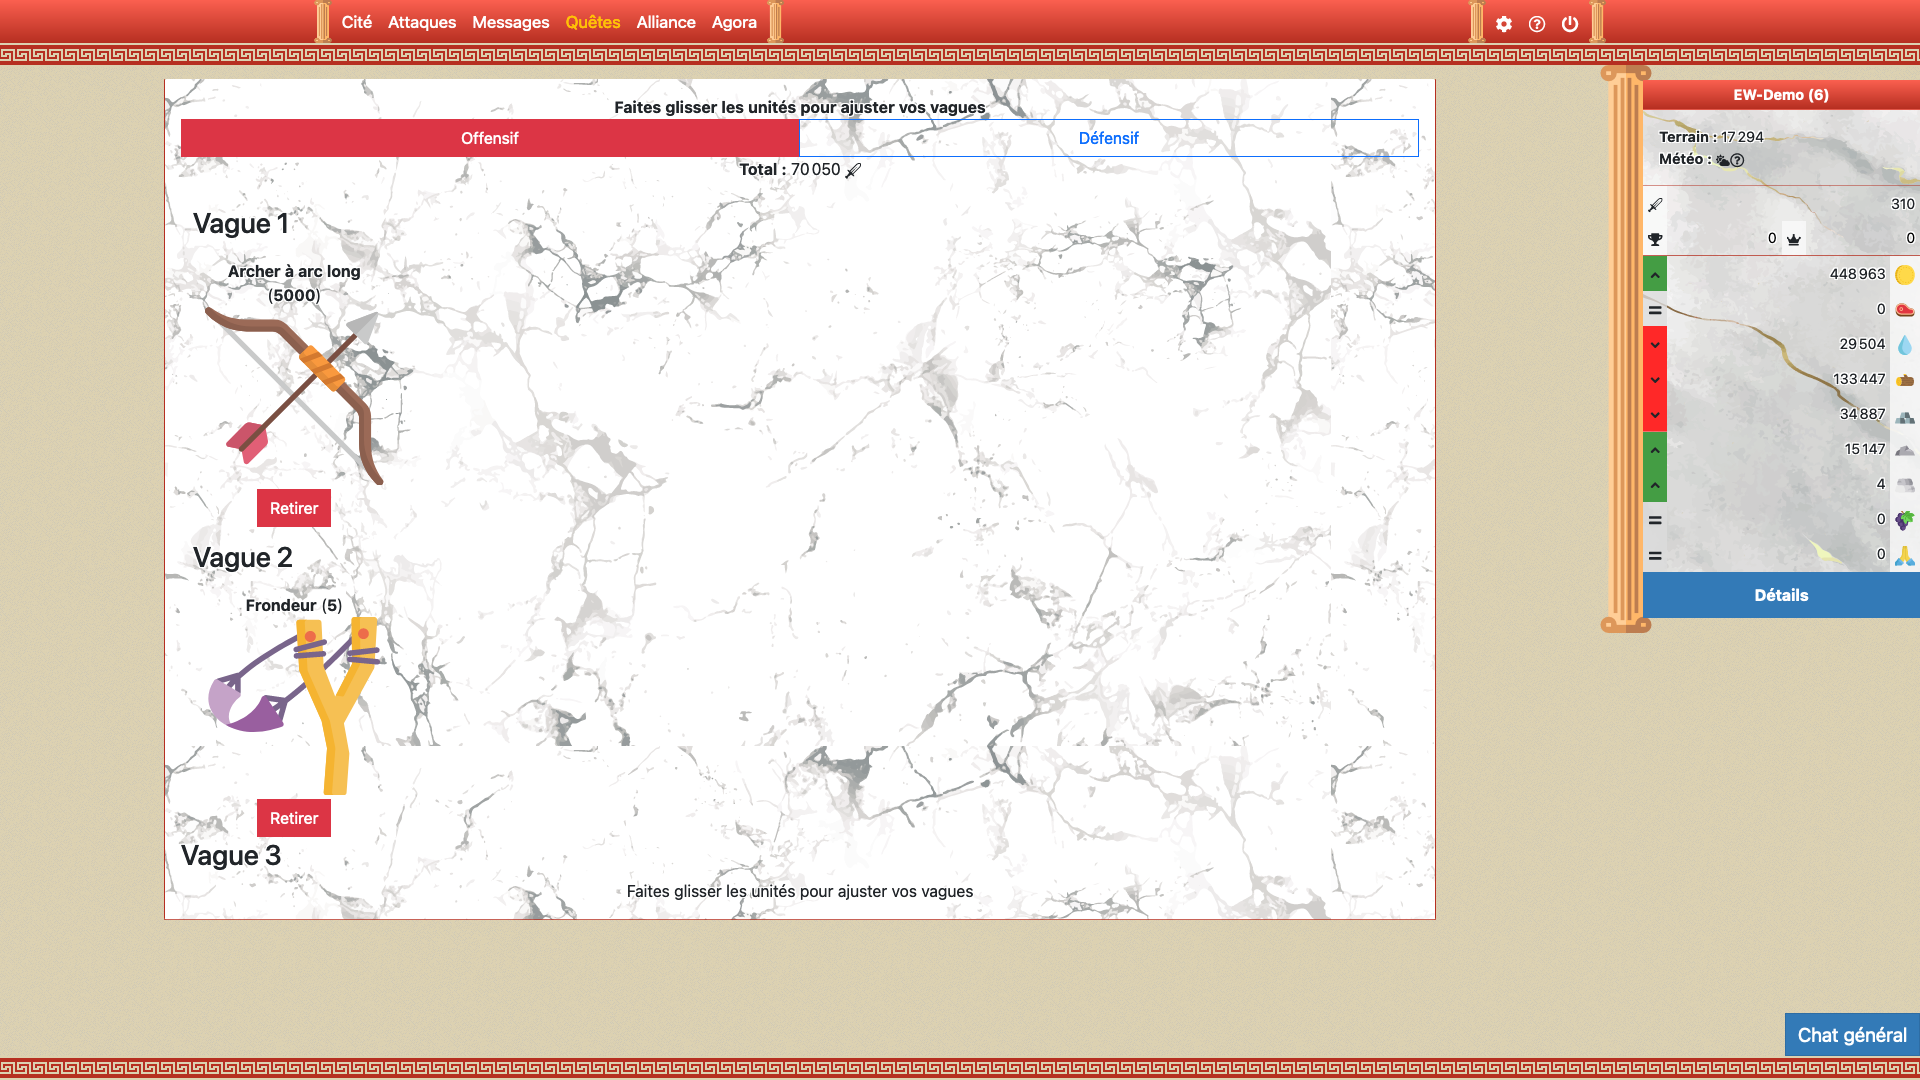 Cité Attaques Messages Quêtes Alliance Agora
Faites glisser les unités pour ajuster vos vagues
Offensif Défensif
Total : 70 050
Vague 1
Archer à arc long
(5000)
Retirer
Vague 2
Frondeur (5)
Retirer
Vague 3
Faites glisser les unités pour ajuster vos vagues
EW-Demo (6)
Terrain : 17 294
Météo :
310
0 0
448 963
0
29 504
133 447
34 887
15 147
4
0
0
Détails
Chat général